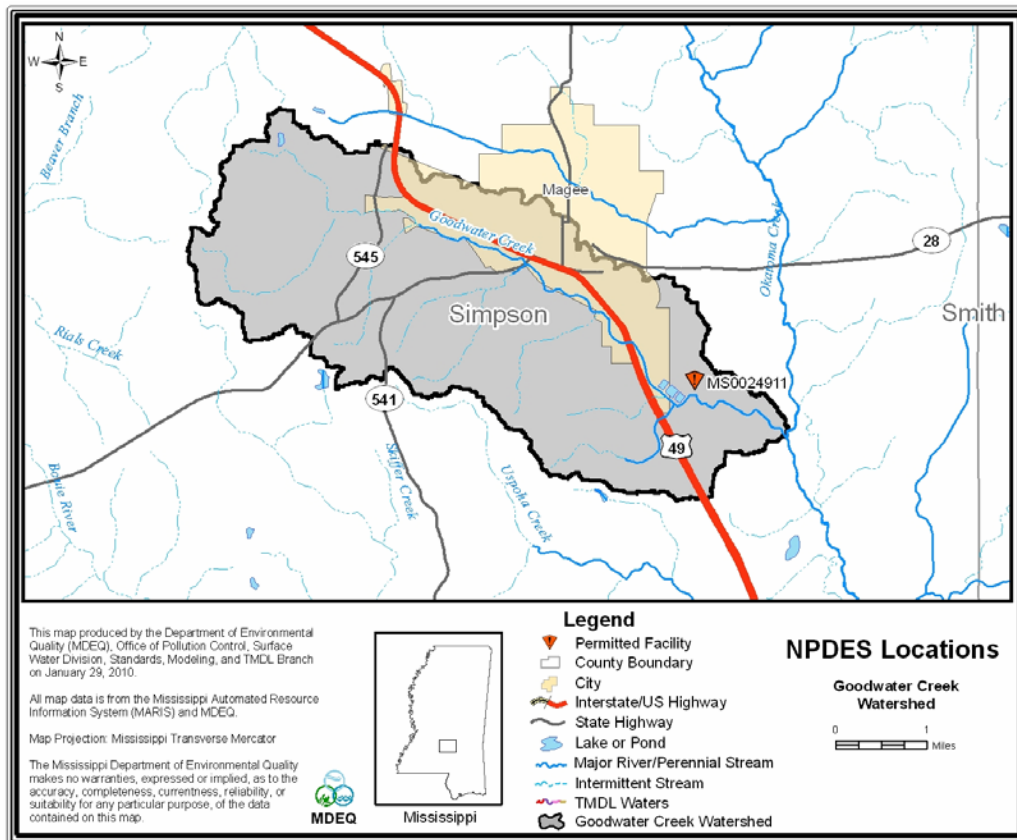 N
W E
S
Beaver Branch
Magee
Goodwater Creek
Okatoma Creek
28
545
Simpson
Smith
Rials Creek
MS0024911
541
49
Skiffer Creek
Uspoha Creek
Bouie River
This map produced by the Department of Environmental
Quality (MDEQ), Office of Pollution Control, Surface
Water Division, Standards, Modeling, and TMDL Branch
on January 29, 2010.
All map data is from the Mississippi Automated Resource
Information System (MARIS) and MDEQ.
Map Projection: Mississippi Transverse Mercator
The Mississippi Department of Environmental Quality
makes no warranties, expressed or implied, as to the
accuracy, completeness, currentness, reliability, or
suitability for any particular purpose, of the data
contained on this map.
MDEQ
Mississippi
Legend
Permitted Facility
County Boundary
City
Interstate/US Highway
State Highway
Lake or Pond
Major River/Perennial Stream
Intermittent Stream
TMDL Waters
Goodwater Creek Watershed
NPDES Locations
Goodwater Creek
Watershed
0 1
Miles